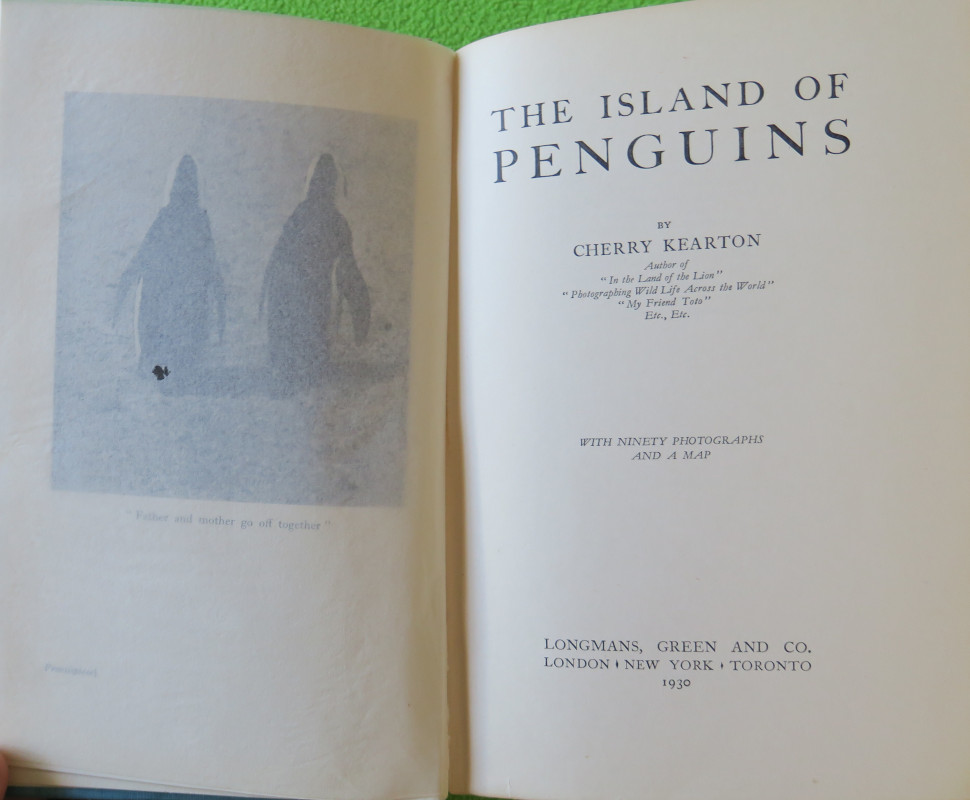 "Father and mother go off together"
THE ISLAND OF
PENGUINS
BY
CHERRY KEARTON
Author of
"In the Land of the Lion"
"Photographing Wild Life Across the World"
"My Friend Toto"
Etc., Etc.
WITH NINETY PHOTOGRAPHS
AND A MAP
LONGMANS, GREEN AND CO.
LONDON ♦ NEW YORK ♦ TORONTO
1930